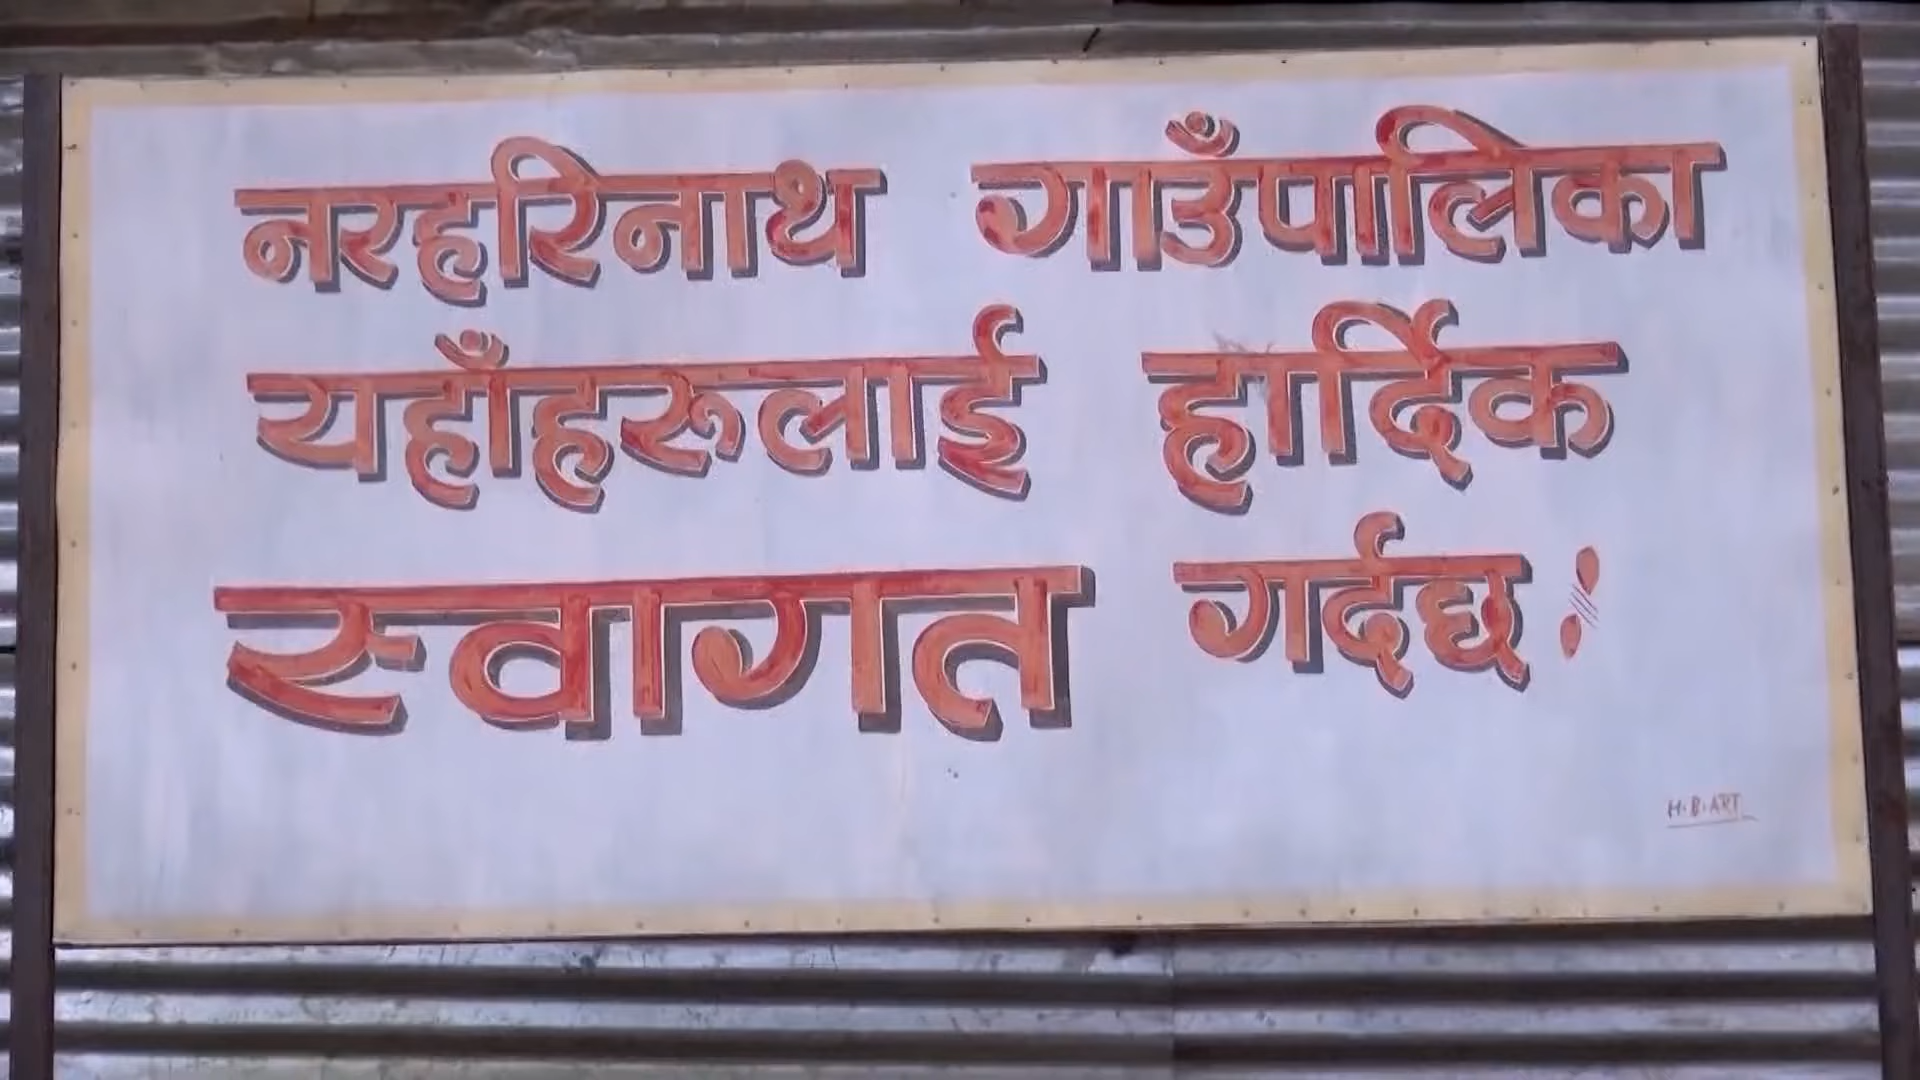 नरहरिनाथ गाउँपालिका
यहाँहरुलाई हार्दिक
स्वागत गर्दछ !
H.B.ART